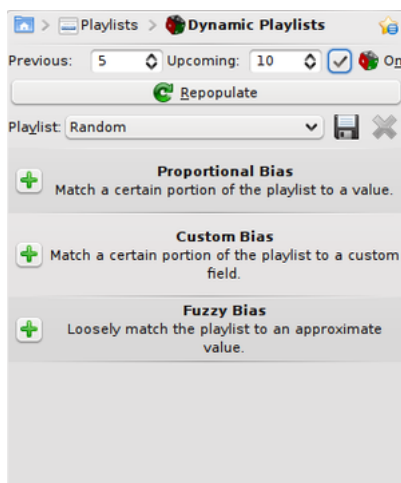 > Playlists > Dynamic Playlists
Previous: 5 Upcoming: 10 On
Repopulate
Playlist: Random
Proportional Bias
Match a certain portion of the playlist to a value.
Custom Bias
Match a certain portion of the playlist to a custom
field.
Fuzzy Bias
Loosely match the playlist to an approximate
value.